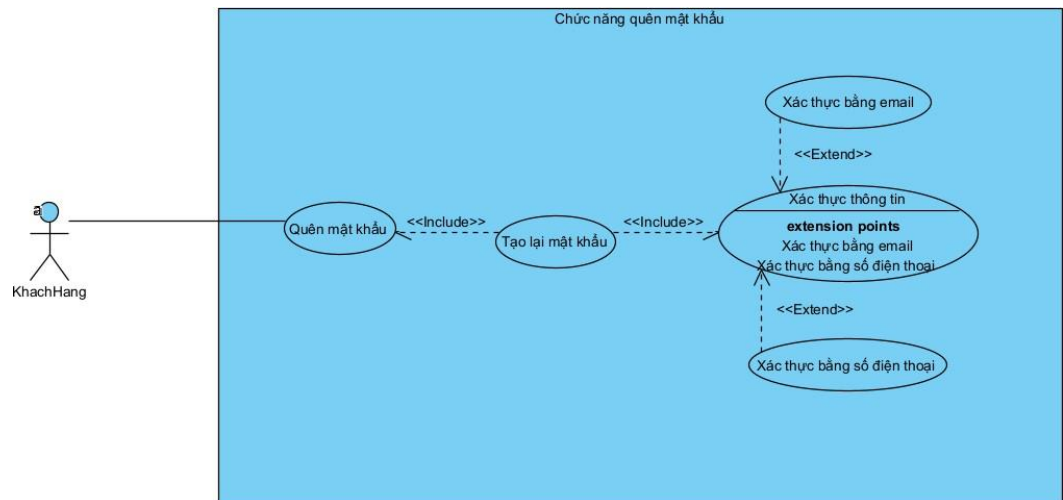 Chức năng quên mật khẩu
Xác thực bằng email
<<Extend>>
Xác thực thông tin
extension points
Xác thực bằng email
Xác thực bằng số điện thoại
Quên mật khẩu
<<Include>>
Tạo lại mật khẩu
<<Include>>
KhachHang
<<Extend>>
Xác thực bằng số điện thoại